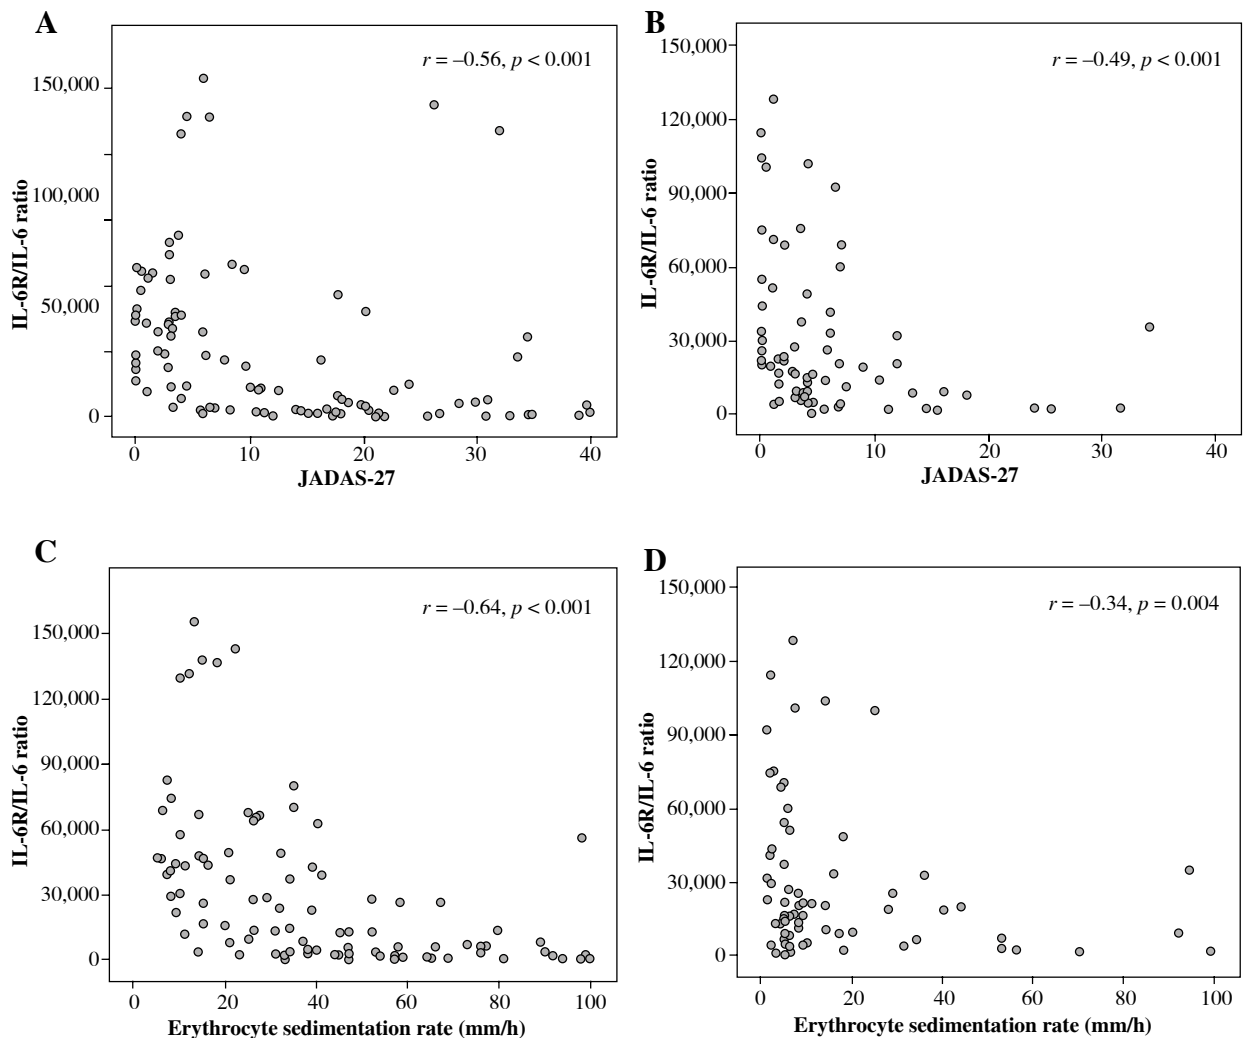 A
r = –0.56, p < 0.001
150,000
100,000
50,000
0
IL-6R/IL-6 ratio
0 10 20 30 40
JADAS-27
B
r = –0.49, p < 0.001
150,000
120,000
90,000
60,000
30,000
0
IL-6R/IL-6 ratio
0 10 20 30 40
JADAS-27
C
r = –0.64, p < 0.001
150,000
120,000
90,000
60,000
30,000
0
IL-6R/IL-6 ratio
0 20 40 60 80 100
Erythrocyte sedimentation rate (mm/h)
D
r = –0.34, p = 0.004
150,000
120,000
90,000
60,000
30,000
0
IL-6R/IL-6 ratio
0 20 40 60 80 100
Erythrocyte sedimentation rate (mm/h)